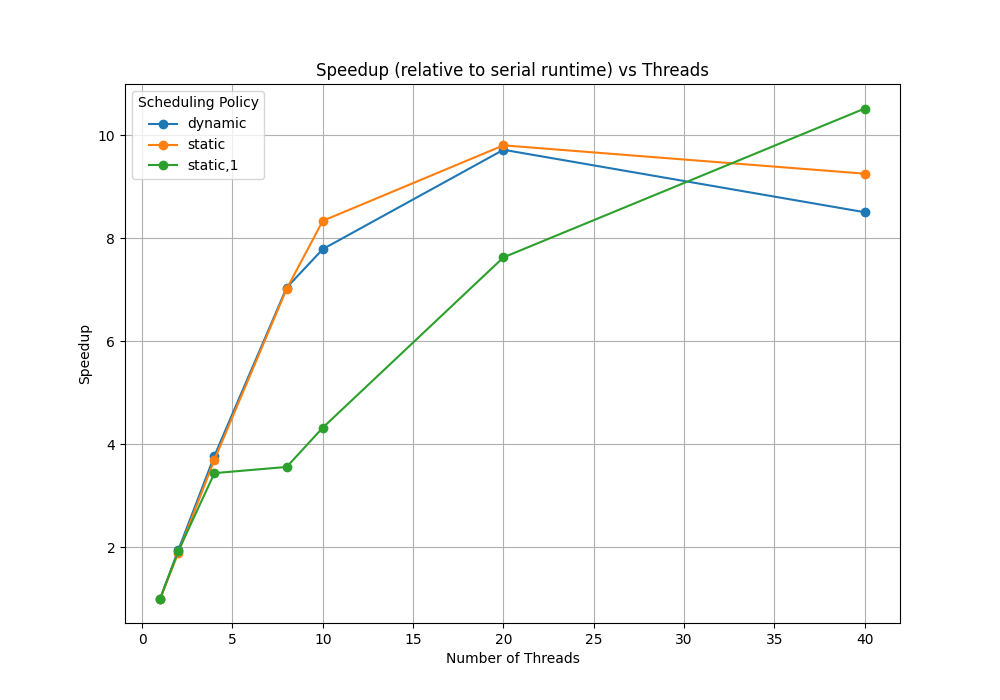 Speedup (relative to serial runtime) vs Threads
Scheduling Policy
dynamic
static
static,1
10
8
6
4
2
Speedup
0 5 10 15 20 25 30 35 40
Number of Threads